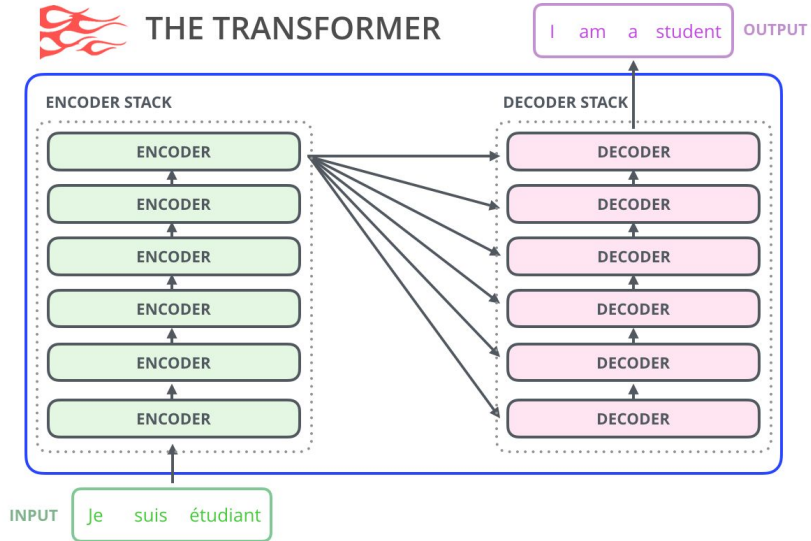 THE TRANSFORMER
I am a student
OUTPUT
ENCODER STACK
ENCODER
ENCODER
ENCODER
ENCODER
ENCODER
ENCODER
DECODER STACK
DECODER
DECODER
DECODER
DECODER
DECODER
DECODER
INPUT
Je suis étudiant